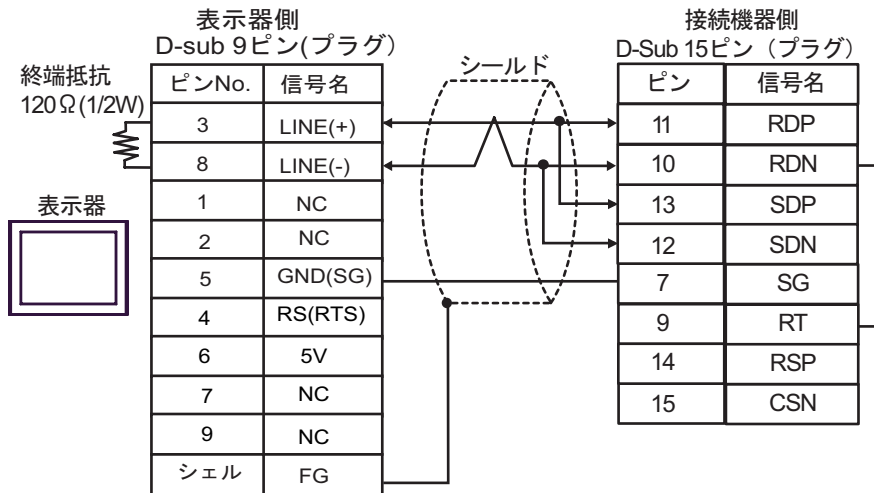 表示器側
D-sub 9ピン(プラグ)
接続機器側
D-Sub 15ピン（プラグ）
終端抵抗
120Ω(1/2W)
シールド
表示器
ピンNo. 信号名
3 LINE(+)
8 LINE(-)
1 NC
2 NC
5 GND(SG)
4 RS(RTS)
6 5V
7 NC
9 NC
シェル FG
ピン 信号名
11 RDP
10 RDN
13 SDP
12 SDN
7 SG
9 RT
14 RSP
15 CSN